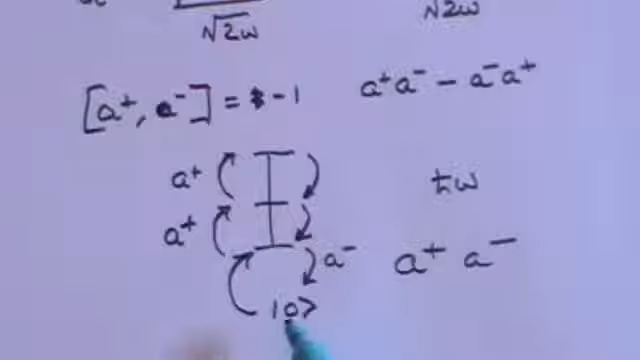 √2ω √2ω
[a⁺, a⁻] = -1 a⁺a⁻ - a⁻a⁺
a⁺ ħω
a⁺ a⁻ a⁺ a⁻
|0>